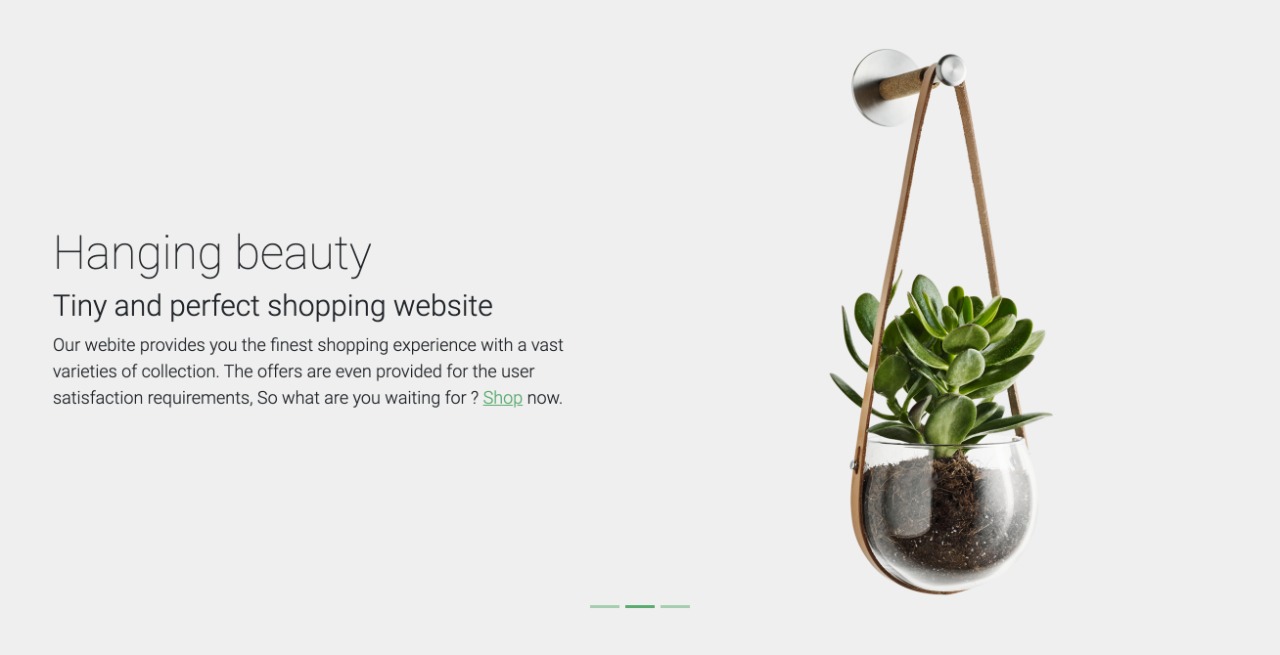 Hanging beauty
Tiny and perfect shopping website
Our webite provides you the finest shopping experience with a vast
varieties of collection. The offers are even provided for the user
satisfaction requirements, So what are you waiting for ? Shop now.